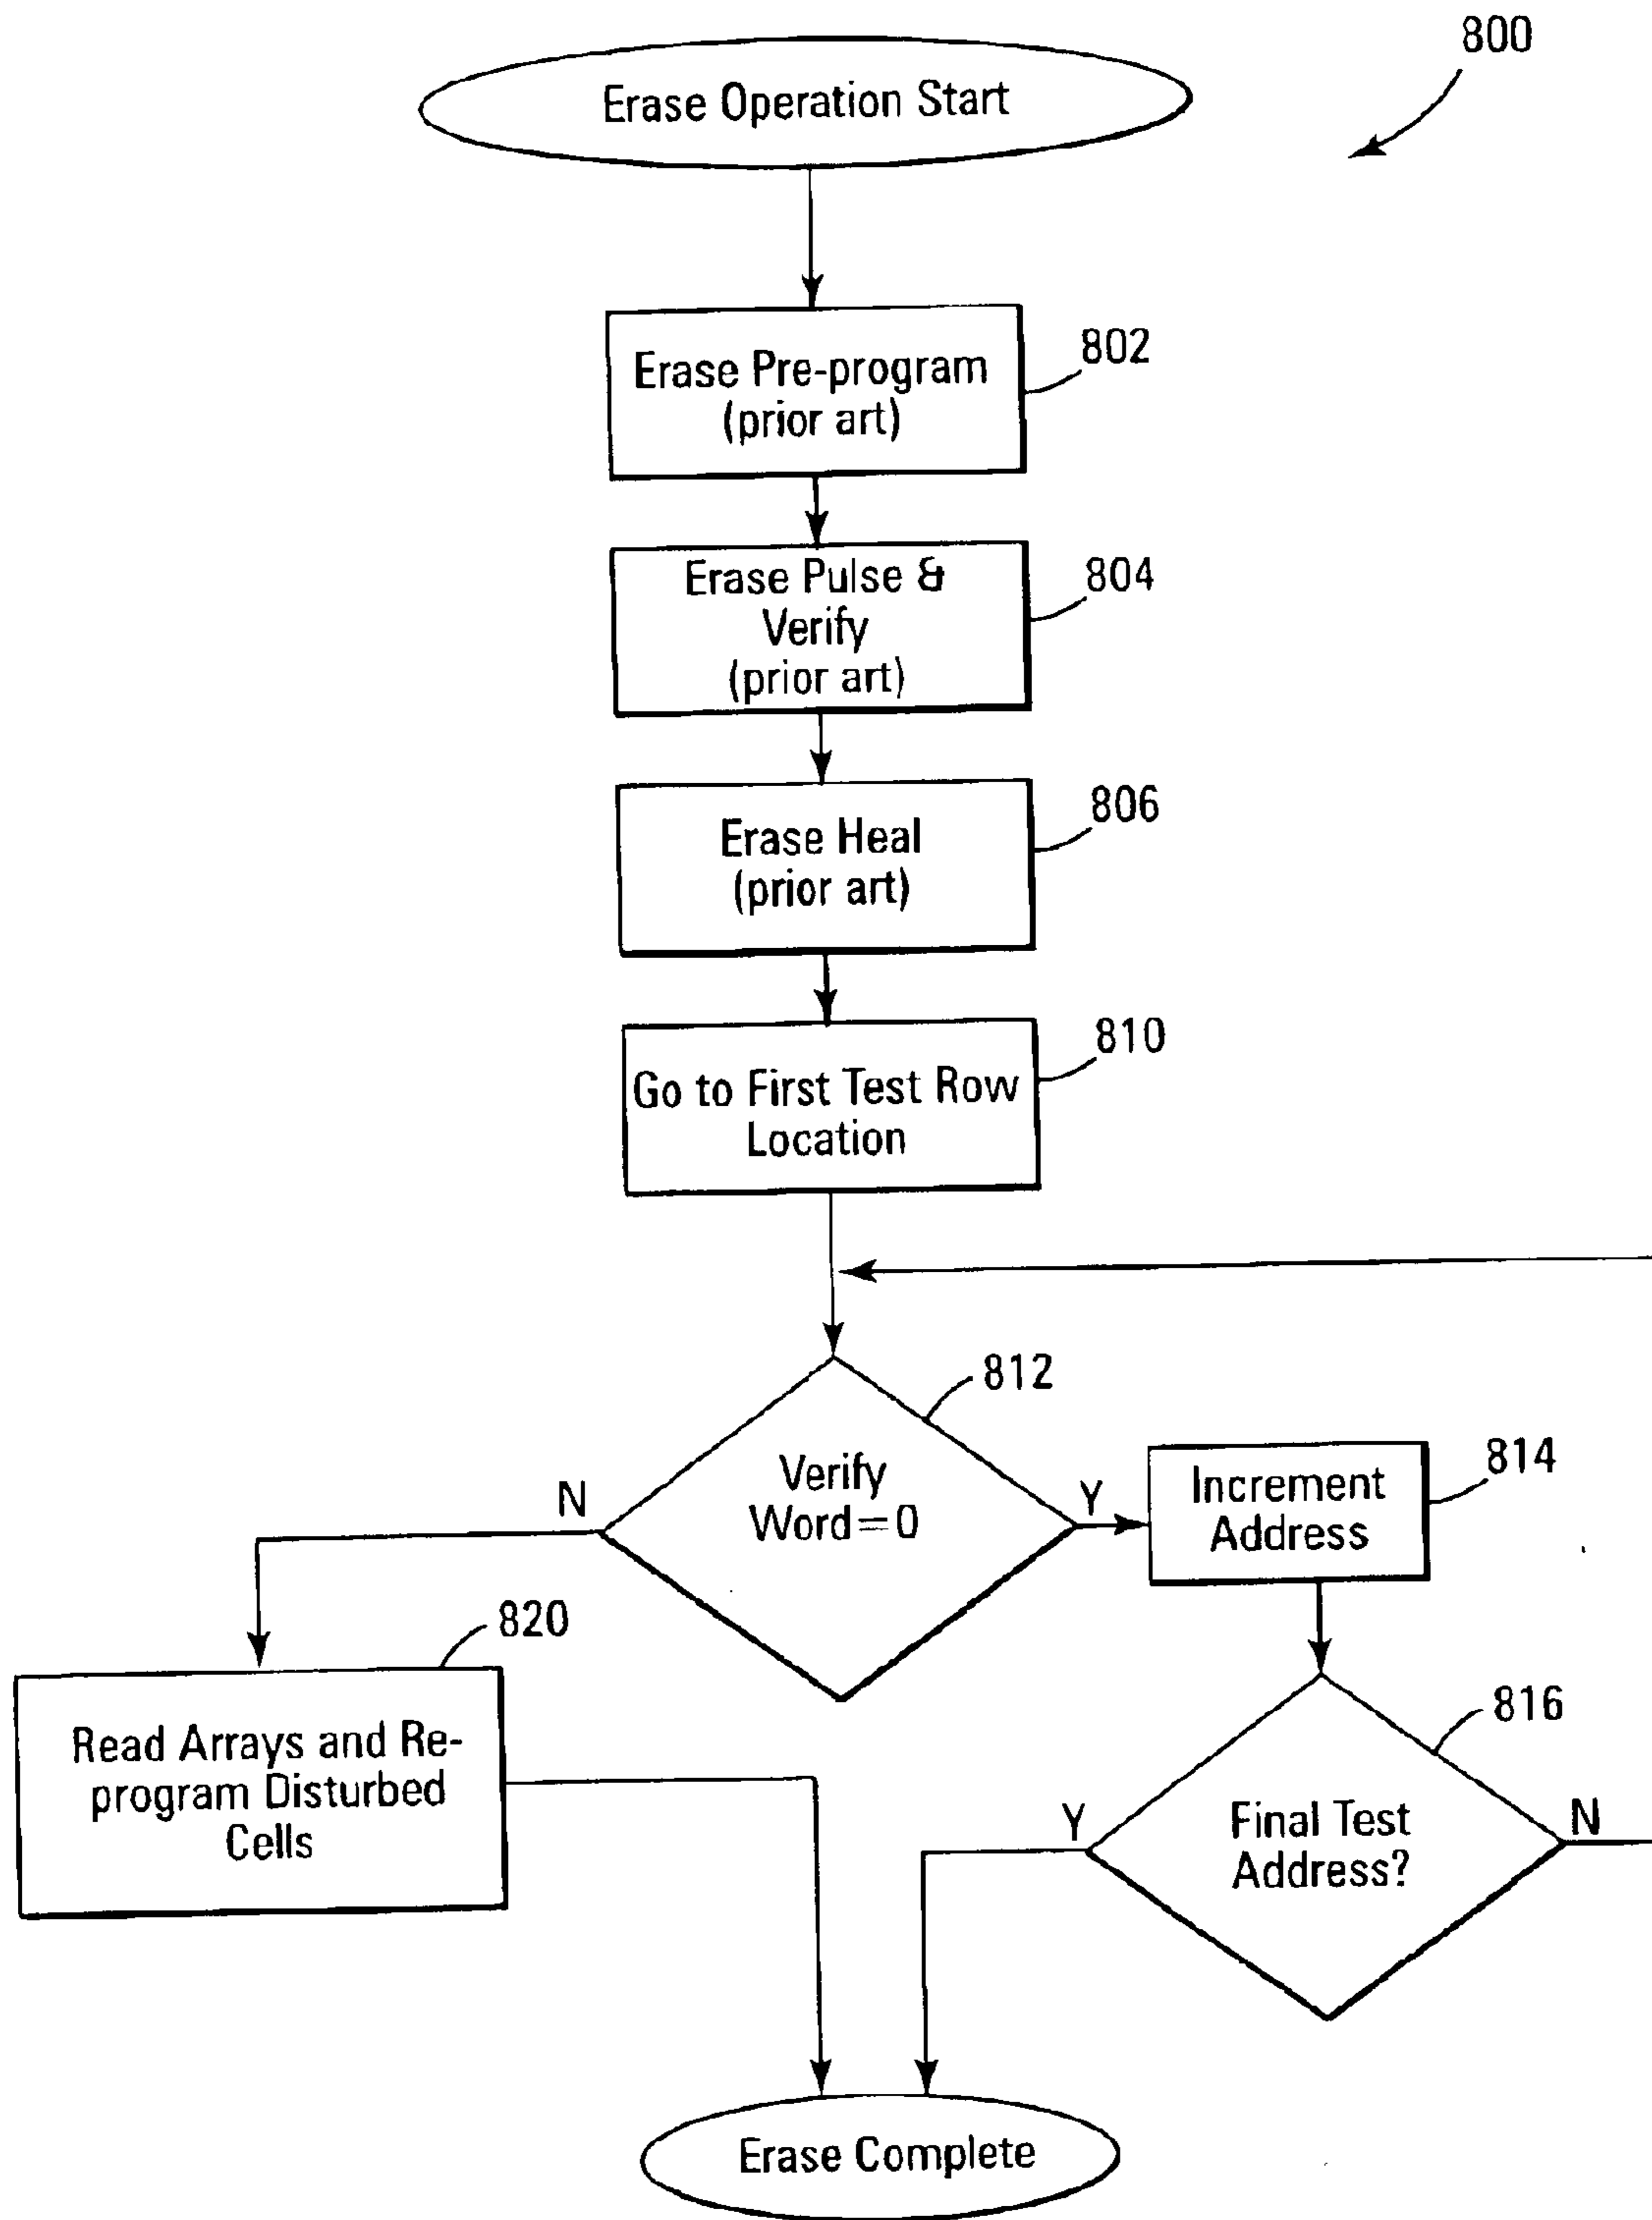 800
Erase Operation Start
802
Erase Pre-program
(prior art)
804
Erase Pulse &
Verify
(prior art)
806
Erase Heal
(prior art)
810
Go to First Test Row
Location
812
Verify
Word=0
N
Y
814
Increment
Address
820
Read Arrays and Re-
program Disturbed
Cells
816
Final Test
Address?
Y
N
Erase Complete